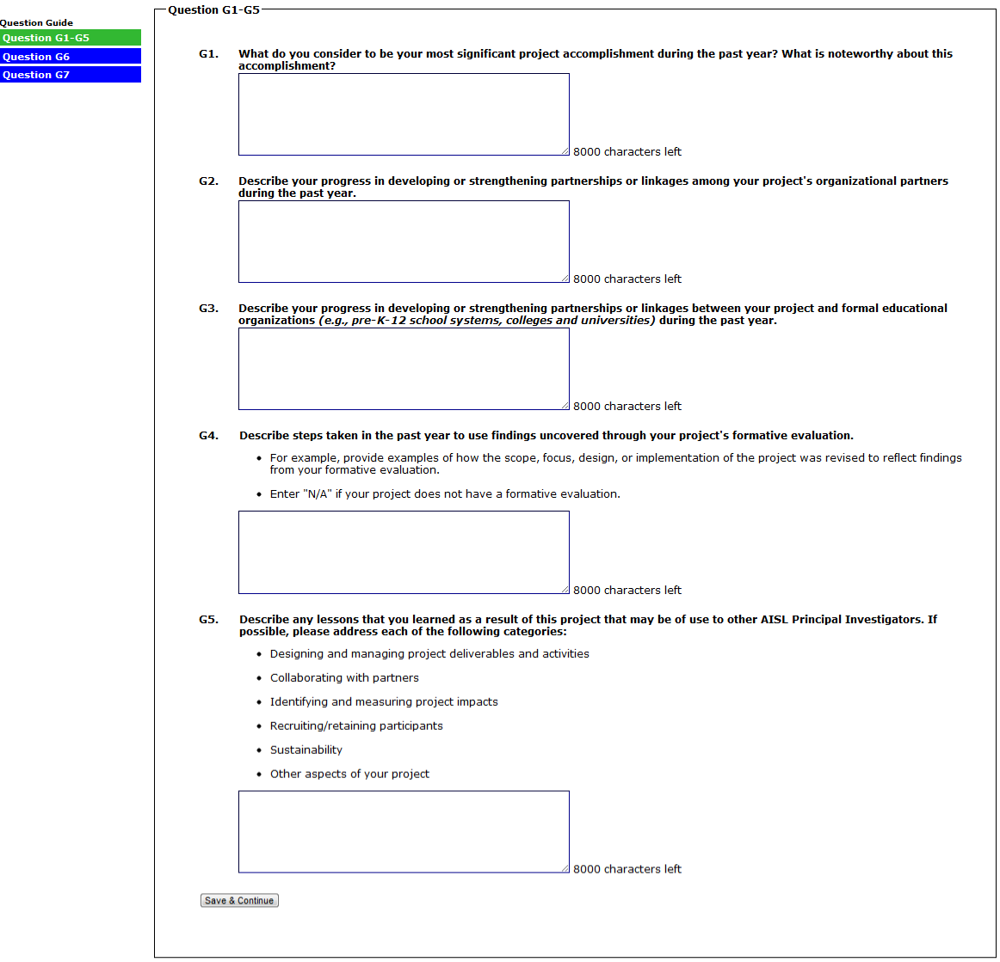 Question Guide
Question G1-G5
Question G6
Question G7
Question G1-G5
G1. What do you consider to be your most significant project accomplishment during the past year? What is noteworthy about this
accomplishment?
8000 characters left
G2. Describe your progress in developing or strengthening partnerships or linkages among your project's organizational partners
during the past year.
8000 characters left
G3. Describe your progress in developing or strengthening partnerships or linkages between your project and formal educational
organizations (e.g., pre-K-12 school systems, colleges and universities) during the past year.
8000 characters left
G4. Describe steps taken in the past year to use findings uncovered through your project's formative evaluation.
• For example, provide examples of how the scope, focus, design, or implementation of the project was revised to reflect findings
from your formative evaluation.
• Enter "N/A" if your project does not have a formative evaluation.
8000 characters left
G5. Describe any lessons that you learned as a result of this project that may be of use to other AISL Principal Investigators. If
possible, please address each of the following categories:
• Designing and managing project deliverables and activities
• Collaborating with partners
• Identifying and measuring project impacts
• Recruiting/retaining participants
• Sustainability
• Other aspects of your project
8000 characters left
Save & Continue